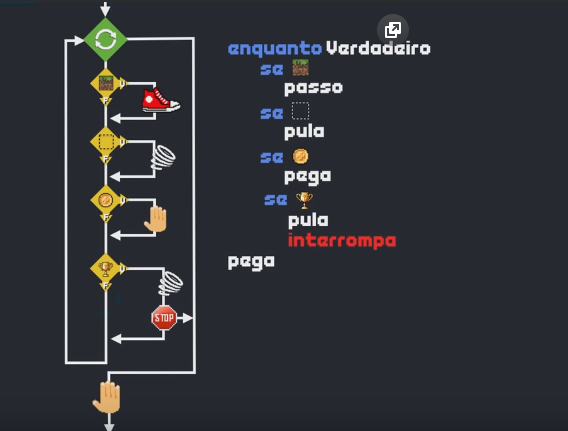 enquanto Verdadeiro
se
passo
se
pula
se
pega
se
pula
interrompa
pega
V
F
V
F
V
F
V
F
STOP